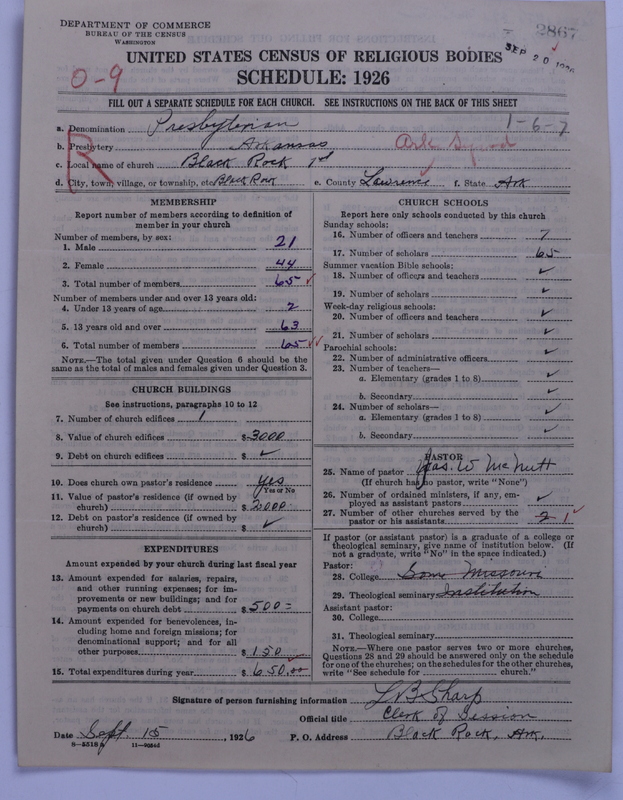 DEPARTMENT OF COMMERCE
BUREAU OF THE CENSUS
WASHINGTON
2867
SEP 20 1926
UNITED STATES CENSUS OF RELIGIOUS BODIES
SCHEDULE: 1926
0-9
FILL OUT A SEPARATE SCHEDULE FOR EACH CHURCH. SEE INSTRUCTIONS ON THE BACK OF THIS SHEET
1-6-7
R
a. Denomination Presbyterian
b. Presbytery Arkansas Ark Synod
c. Local name of church Black Rock 1st
d. City, town, village, or township, etc Black Rock e. County Lawrence f. State Ark
MEMBERSHIP
Report number of members according to definition of
member in your church
Number of members, by sex:
1. Male 21
2. Female 44
3. Total number of members 65 ✓
Number of members under and over 13 years old:
4. Under 13 years of age 2
5. 13 years old and over 63
6. Total number of members 65 ✓✓
NOTE.—The total given under Question 6 should be the
same as the total of males and females given under Question 3.
CHURCH BUILDINGS
See instructions, paragraphs 10 to 12
7. Number of church edifices 1
8. Value of church edifices $ 3000
9. Debt on church edifices $ ✓
10. Does church own pastor's residence yes
Yes or No
11. Value of pastor's residence (if owned by
church) $ 2000
12. Debt on pastor's residence (if owned by
church) $ ✓
EXPENDITURES
Amount expended by your church during last fiscal year
13. Amount expended for salaries, repairs,
and other running expenses; for im-
provements or new buildings; and for
payments on church debt $ 500=
14. Amount expended for benevolences, in-
cluding home and foreign missions; for
denominational support; and for all
other purposes $ 150
15. Total expenditures during year $ 650.00
CHURCH SCHOOLS
Report here only schools conducted by this church
Sunday schools:
16. Number of officers and teachers 7
17. Number of scholars 65
Summer vacation Bible schools:
18. Number of officers and teachers ✓
19. Number of scholars ✓
Week-day religious schools:
20. Number of officers and teachers ✓
21. Number of scholars ✓
Parochial schools:
22. Number of administrative officers ✓
23. Number of teachers—
a. Elementary (grades 1 to 8) ✓
b. Secondary ✓
24. Number of scholars—
a. Elementary (grades 1 to 8) ✓
b. Secondary ✓
PASTOR
25. Name of pastor Jas. W McNutt
(If church has no pastor, write "None")
26. Number of ordained ministers, if any, em-
ployed as assistant pastors ✓
27. Number of other churches served by the
pastor or his assistants 2 1 ✓
If pastor (or assistant pastor) is a graduate of a college or
theological seminary, give name of institution below. (If
not a graduate, write "No" in the space indicated.)
Pastor:
28. College Some Missouri
29. Theological seminary Institution
Assistant pastor:
30. College
31. Theological seminary
NOTE.—Where one pastor serves two or more churches,
Questions 28 and 29 should be answered only on the schedule
for one of the churches; on the schedules for the other churches,
write "See schedule for church."
Signature of person furnishing information L B Sharp
Official title Clerk of Session
Date Sept. 15, 1926 P. O. Address Black Rock, Ark.